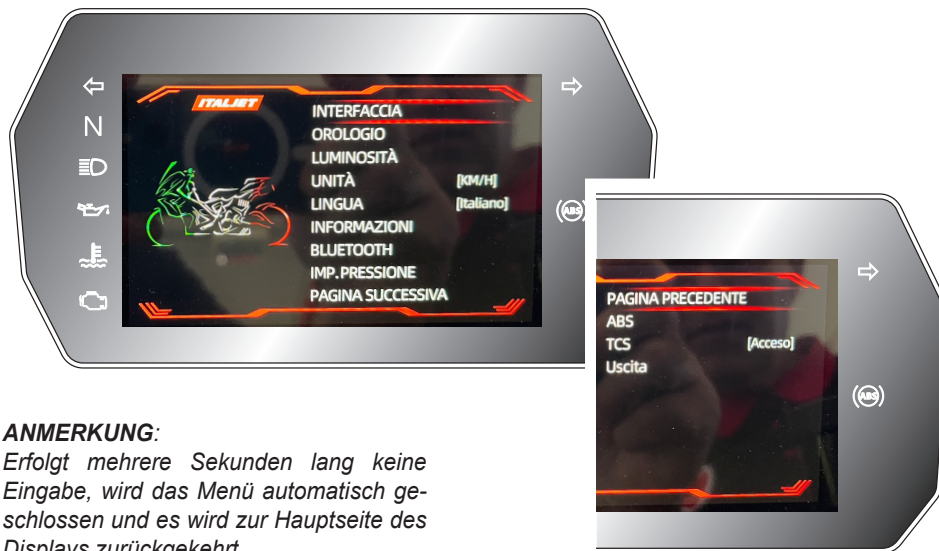 ITALJET
INTERFACCIA
OROLOGIO
LUMINOSITÀ
UNITÀ [KM/H]
LINGUA [Italiano]
INFORMAZIONI
BLUETOOTH
IMP.PRESSIONE
PAGINA SUCCESSIVA
N
(ABS)
PAGINA PRECEDENTE
ABS
TCS [Acceso]
Uscita
(ABS)
ANMERKUNG:
Erfolgt mehrere Sekunden lang keine
Eingabe, wird das Menü automatisch ge-
schlossen und es wird zur Hauptseite des
Displays zurückgekehrt